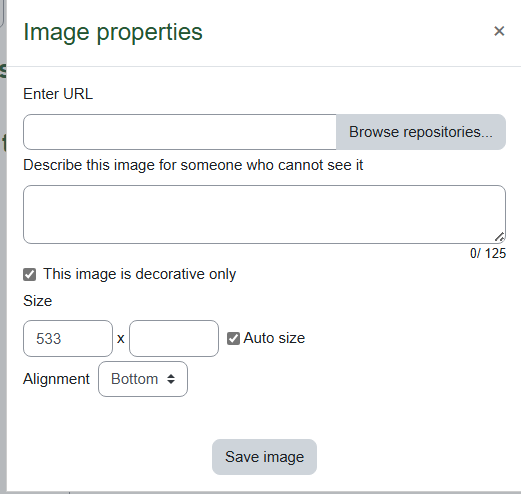 Image properties
×
Enter URL
Browse repositories...
Describe this image for someone who cannot see it
0/ 125
This image is decorative only
Size
533 x Auto size
Alignment Bottom
Save image